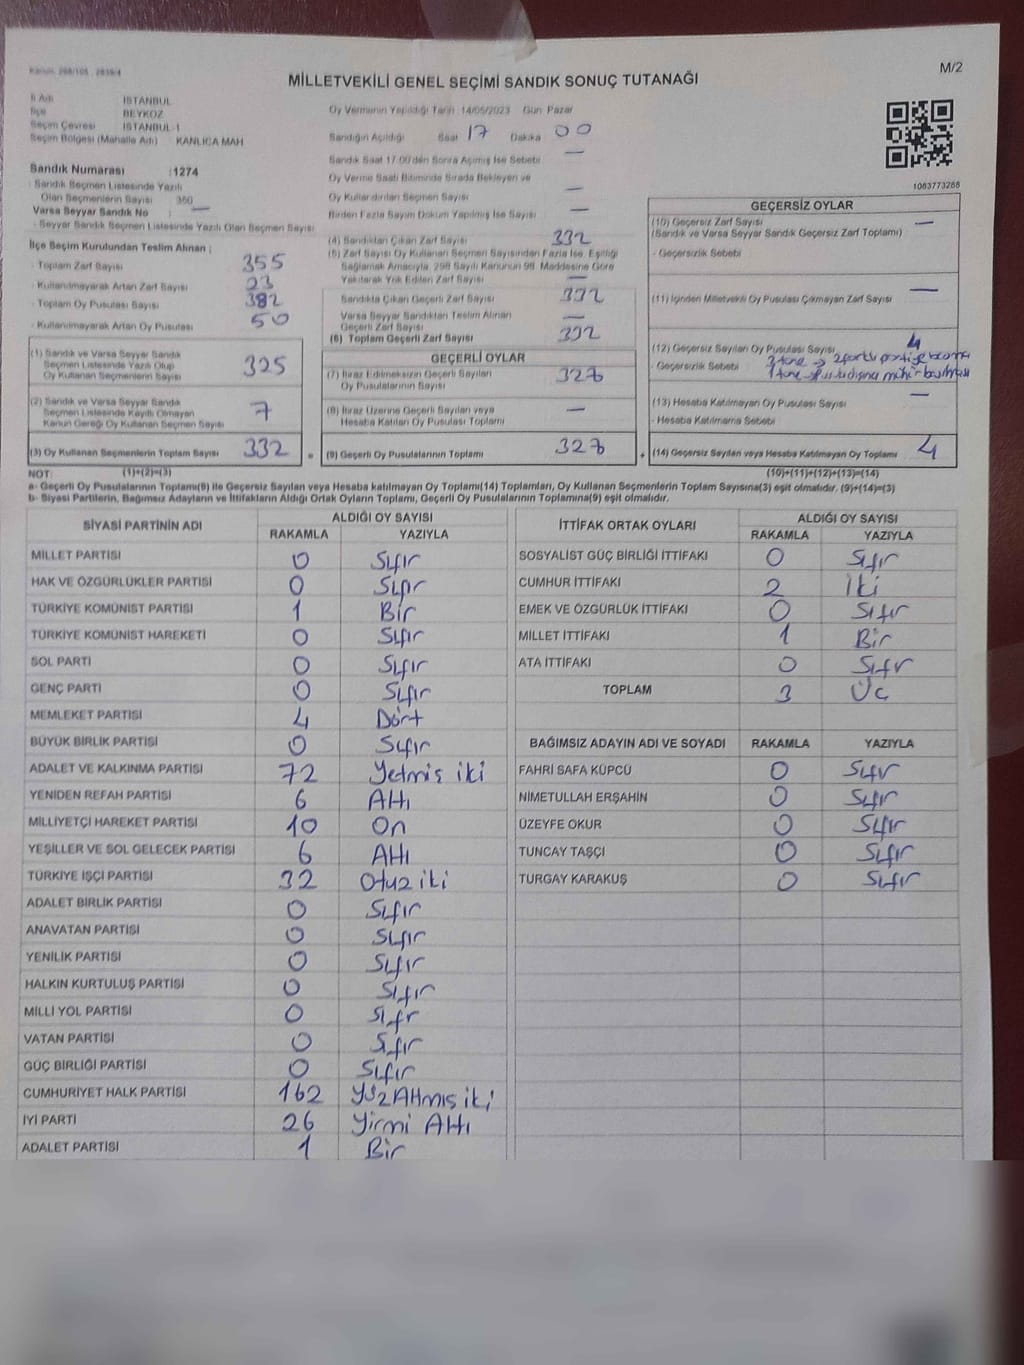 M/2
MİLLETVEKİLİ GENEL SEÇİMİ SANDIK SONUÇ TUTANAĞI
İl Adı İSTANBUL
İlçe BEYKOZ
Seçim Çevresi İSTANBUL-1
Seçim Bölgesi (Mahalle Adı) KANLICA MAH
Oy Vermenin Yapıldığı Tarih :14/05/2023 Gün Pazar
Sandığın Açıldığı Saat 17 Dakika 00
Sandık Saat 17:00'den Sonra Açılmış İse Sebebi —
Oy Verme Saati Bitiminde Sırada Bekleyen ve
Oy Kullandırılan Seçmen Sayısı —
Birden Fazla Sayım Döküm Yapılmış İse Sayısı —
1083773288
Sandık Numarası :1274
- Sandık Seçmen Listesinde Yazılı
Olan Seçmenlerin Sayısı 350
Varsa Seyyar Sandık No : —
- Seyyar Sandık Seçmen Listesinde Yazılı Olan Seçmen Sayısı
İlçe Seçim Kurulundan Teslim Alınan ;
- Toplam Zarf Sayısı 355
- Kullanılmayarak Artan Zarf Sayısı 23
- Toplam Oy Pusulası Sayısı 382
- Kullanılmayarak Artan Oy Pusulası 50
(1) Sandık ve Varsa Seyyar Sandık
Seçmen Listesinde Yazılı Olup
Oy Kullanan Seçmenlerin Sayısı 325
(2) Sandık ve Varsa Seyyar Sandık
Seçmen Listesinde Kayıtlı Olmayan
Kanun Gereği Oy Kullanan Seçmen Sayısı 7
(3) Oy Kullanan Seçmenlerin Toplam Sayısı 332 =
(4) Sandıktan Çıkan Zarf Sayısı 332
(5) Zarf Sayısı Oy Kullanan Seçmen Sayısından Fazla İse, Eşitliği
Sağlamak Amacıyla, 298 Sayılı Kanunun 98. Maddesine Göre
Yakılarak Yok Edilen Zarf Sayısı —
Sandıkta Çıkan Geçerli Zarf Sayısı 332
Varsa Seyyar Sandıktan Teslim Alınan
Geçerli Zarf Sayısı —
(6) Toplam Geçerli Zarf Sayısı 332
GEÇERLİ OYLAR
(7) İtiraz Edilmeksizin Geçerli Sayılan
Oy Pusulalarının Sayısı 328
(8) İtiraz Üzerine Geçerli Sayılan veya
Hesaba Katılan Oy Pusulası Toplamı —
(9) Geçerli Oy Pusulalarının Toplamı 328 +
GEÇERSİZ OYLAR
(10) Geçersiz Zarf Sayısı —
(Sandık ve Varsa Seyyar Sandık Geçersiz Zarf Toplamı)
- Geçersizlik Sebebi
(11) İçinden Milletvekili Oy Pusulası Çıkmayan Zarf Sayısı —
(12) Geçersiz Sayılan Oy Pusulası Sayısı 4
- Geçersizlik Sebebi 3 tane → 2 farklı partiye
1 tane → dışına mühür basılması
(13) Hesaba Katılmayan Oy Pusulası Sayısı —
- Hesaba Katılmama Sebebi
(14) Geçersiz Sayılan veya Hesaba Katılmayan Oy Toplamı 4
NOT: (1)+(2)=(3) (10)+(11)+(12)+(13)=(14)
a- Geçerli Oy Pusulalarının Toplamı(9) ile Geçersiz Sayılan veya Hesaba katılmayan Oy Toplamı(14) Toplamları, Oy Kullanan Seçmenlerin Toplam Sayısına(3) eşit olmalıdır. (9)+(14)=(3)
b- Siyasi Partilerin, Bağımsız Adayların ve İttifakların Aldığı Ortak Oyların Toplamı, Geçerli Oy Pusulalarının Toplamına(9) eşit olmalıdır.
SİYASİ PARTİNİN ADI ALDIĞI OY SAYISI
RAKAMLA YAZIYLA
MİLLET PARTİSİ 0 Sıfır
HAK VE ÖZGÜRLÜKLER PARTİSİ 0 Sıfır
TÜRKİYE KOMÜNİST PARTİSİ 1 Bir
TÜRKİYE KOMÜNİST HAREKETİ 0 Sıfır
SOL PARTİ 0 Sıfır
GENÇ PARTİ 0 Sıfır
MEMLEKET PARTİSİ 4 Dört
BÜYÜK BİRLİK PARTİSİ 0 Sıfır
ADALET VE KALKINMA PARTİSİ 72 Yetmiş iki
YENİDEN REFAH PARTİSİ 6 Altı
MİLLİYETÇİ HAREKET PARTİSİ 10 On
YEŞİLLER VE SOL GELECEK PARTİSİ 6 Altı
TÜRKİYE İŞÇİ PARTİSİ 32 Otuz iki
ADALET BİRLİK PARTİSİ 0 Sıfır
ANAVATAN PARTİSİ 0 Sıfır
YENİLİK PARTİSİ 0 Sıfır
HALKIN KURTULUŞ PARTİSİ 0 Sıfır
MİLLİ YOL PARTİSİ 0 Sıfr
VATAN PARTİSİ 0 Sıfır
GÜÇ BİRLİĞİ PARTİSİ 0 Sıfır
CUMHURİYET HALK PARTİSİ 162 Yüz Altmış iki
İYİ PARTİ 26 Yirmi Altı
ADALET PARTİSİ 1 Bir
İTTİFAK ORTAK OYLARI ALDIĞI OY SAYISI
RAKAMLA YAZIYLA
SOSYALİST GÜÇ BİRLİĞİ İTTİFAKI 0 Sıfır
CUMHUR İTTİFAKI 2 İki
EMEK VE ÖZGÜRLÜK İTTİFAKI 0 Sıfır
MİLLET İTTİFAKI 1 Bir
ATA İTTİFAKI 0 Sıfr
TOPLAM 3 Üç
BAĞIMSIZ ADAYIN ADI VE SOYADI RAKAMLA YAZIYLA
FAHRİ SAFA KÜPCÜ 0 Sıfır
NİMETULLAH ERŞAHİN 0 Sıfır
ÜZEYFE OKUR 0 Sıfır
TUNCAY TAŞÇI 0 Sıfır
TURGAY KARAKUŞ 0 Sıfır